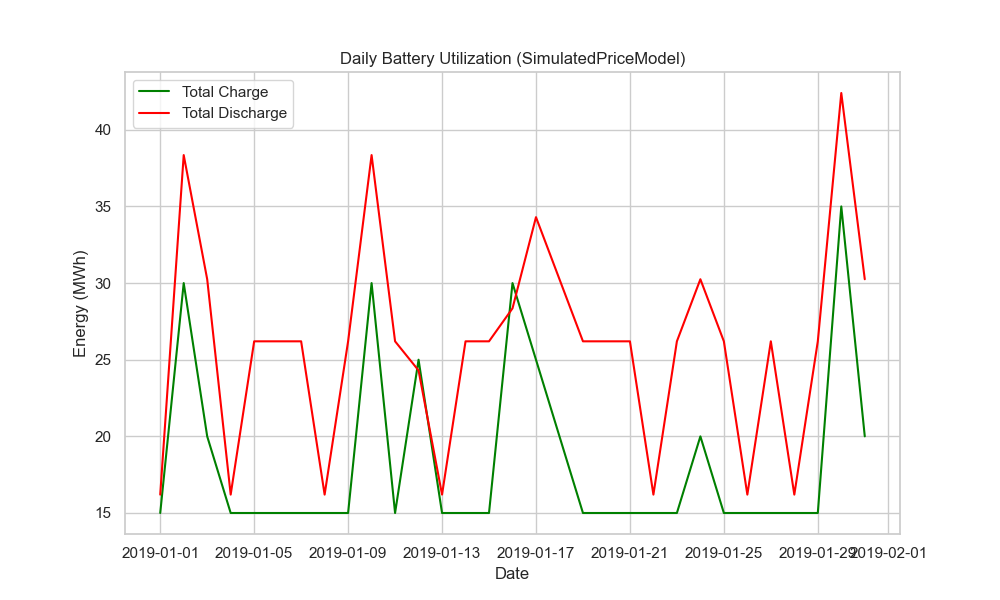 Daily Battery Utilization (SimulatedPriceModel)
Total Charge
Total Discharge
Energy (MWh)
40
35
30
25
20
15
2019-01-01 2019-01-05 2019-01-09 2019-01-13 2019-01-17 2019-01-21 2019-01-25 2019-01-29 2019-02-01
Date